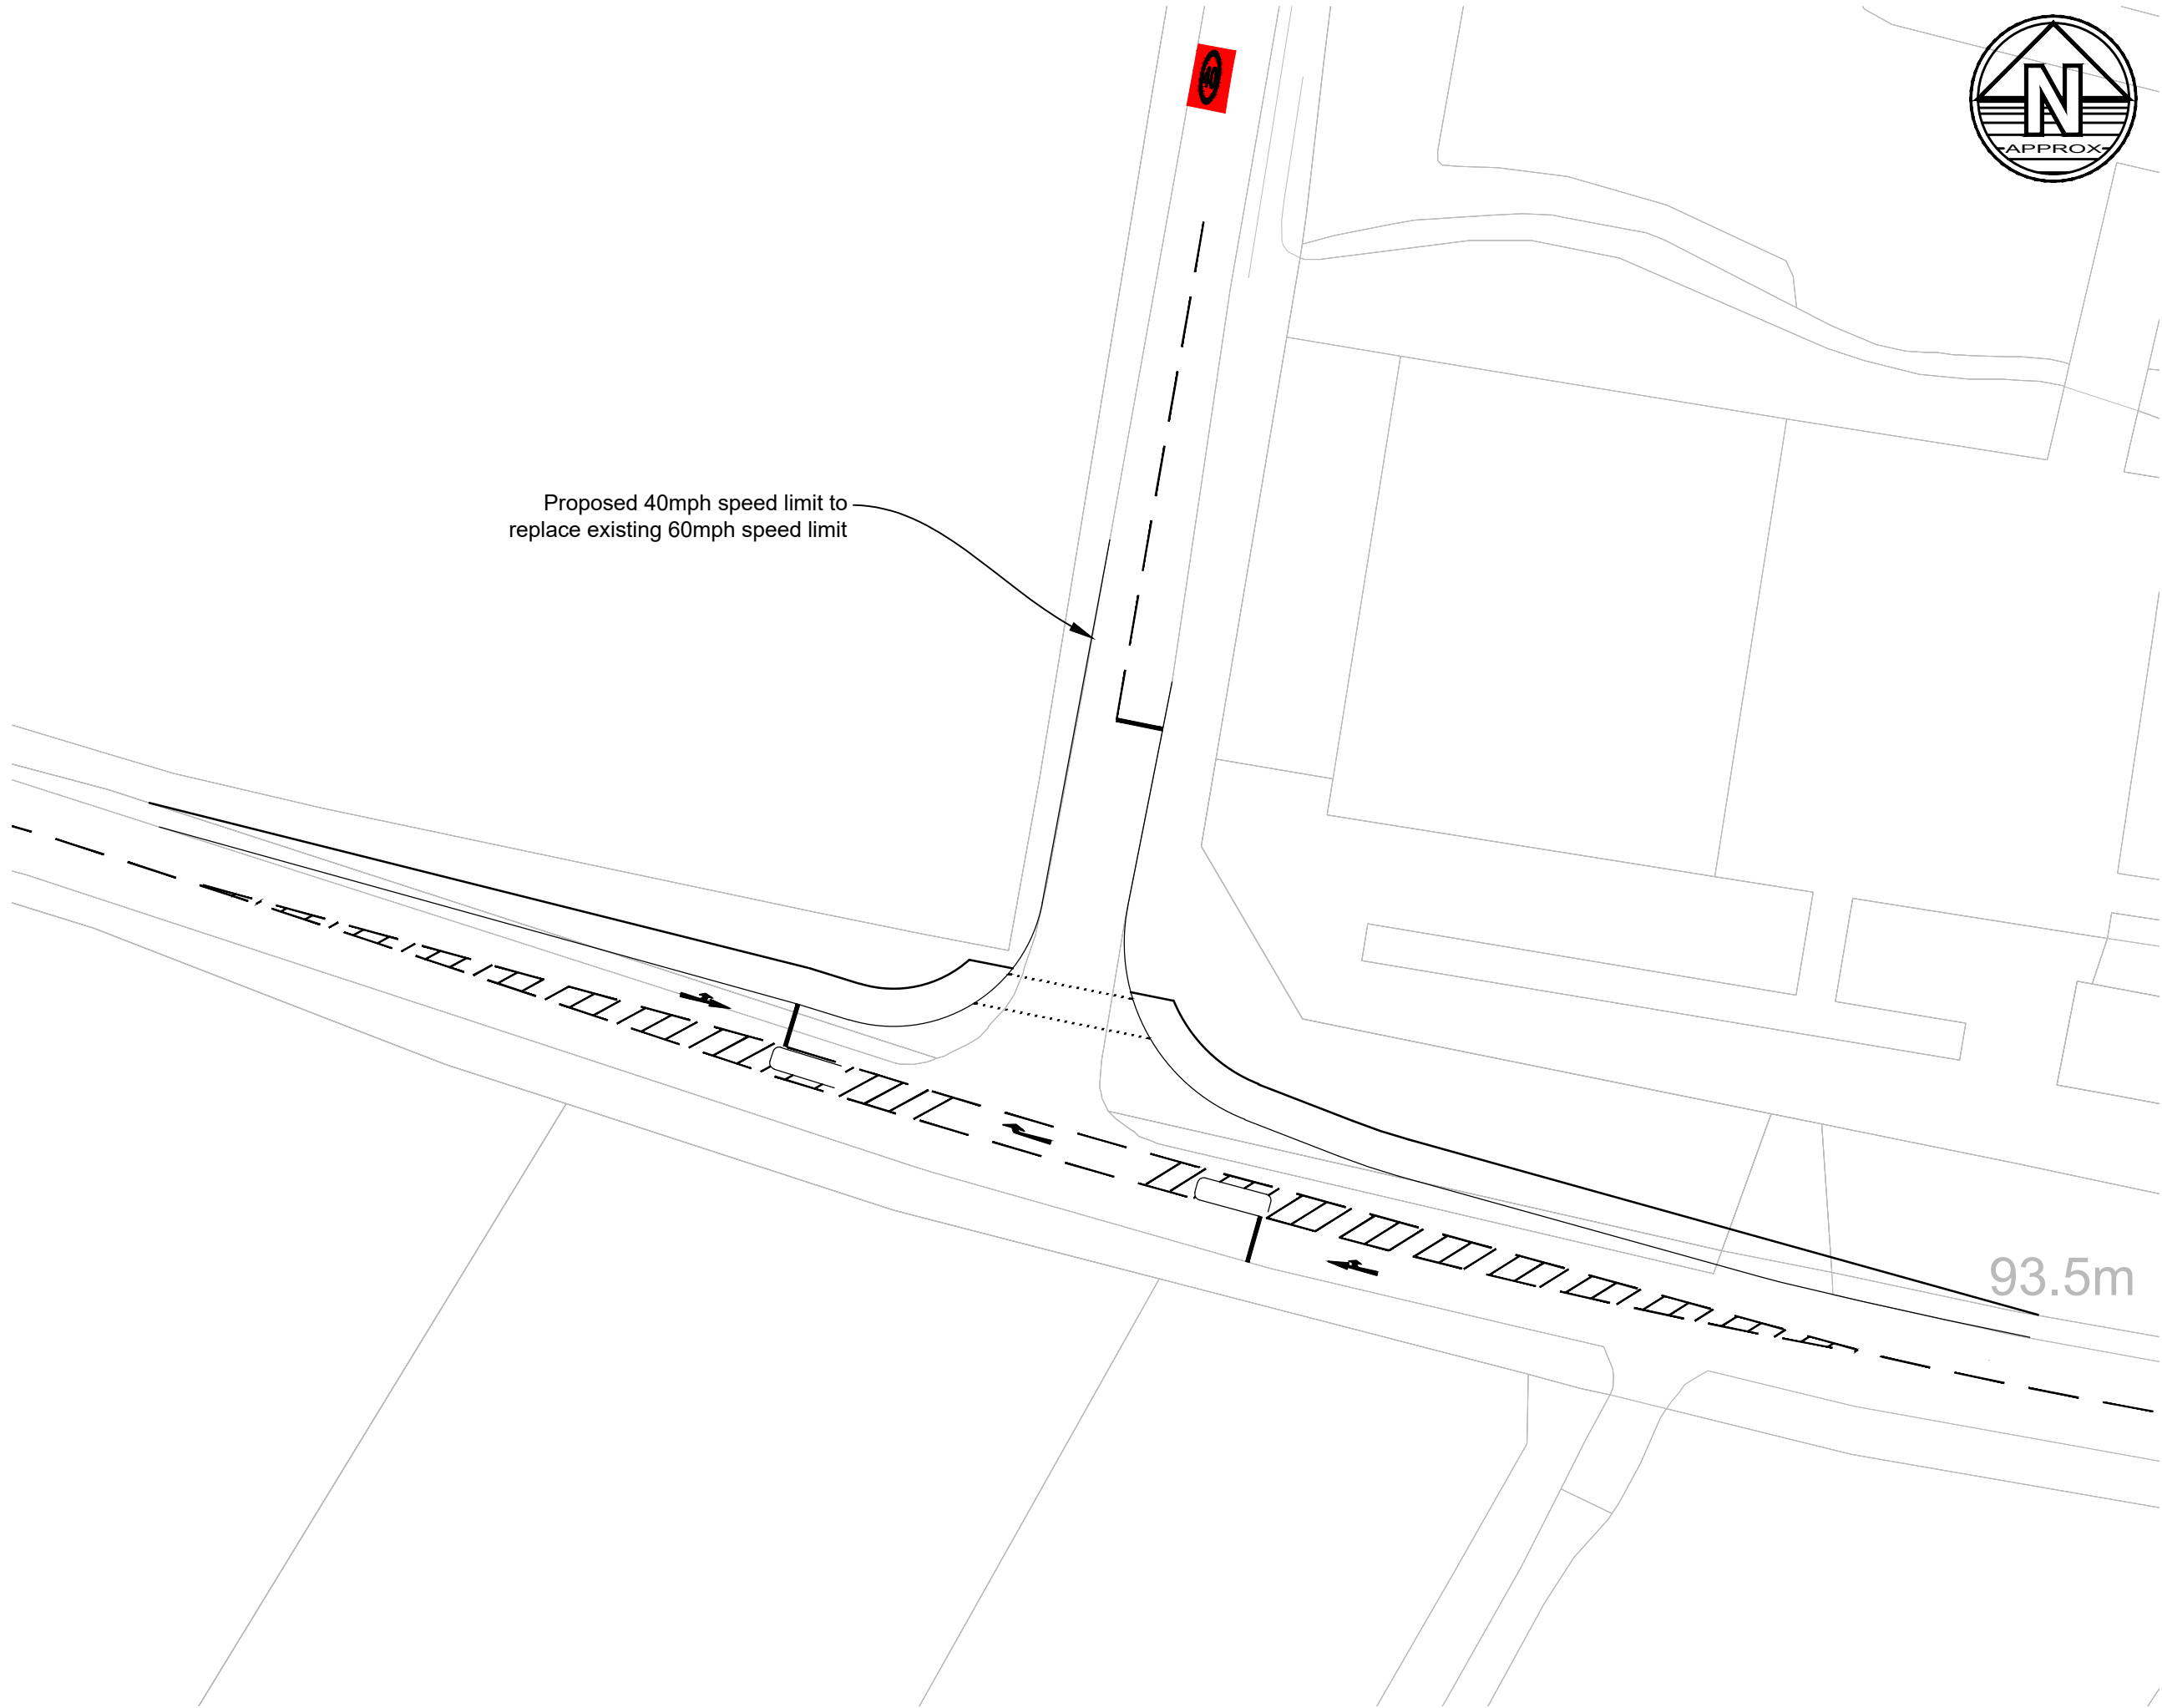 40
N
APPROX
Proposed 40mph speed limit to
replace existing 60mph speed limit
93.5m